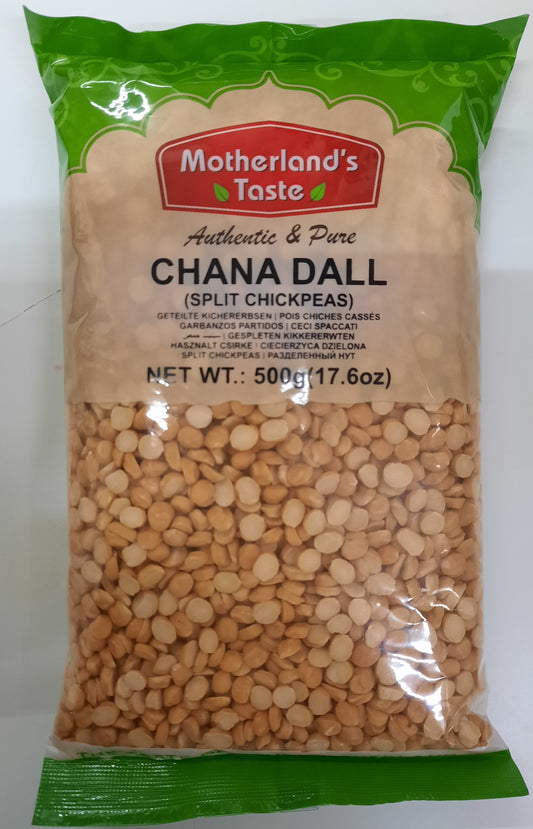 Motherland's
Taste
Authentic & Pure
CHANA DALL
(SPLIT CHICKPEAS)
GETEILTE KICHERERBSEN | POIS CHICHES CASSÉS
GARBANZOS PARTIDOS | CECI SPACCATI
| GESPLETEN KIKKERERWTEN
HASZNALT CSIRKE | CIECIERZYCA DZIELONA
SPLIT CHICKPEAS | РАЗДЕЛЕННЫЙ НУТ
NET WT.: 500g(17.6oz)